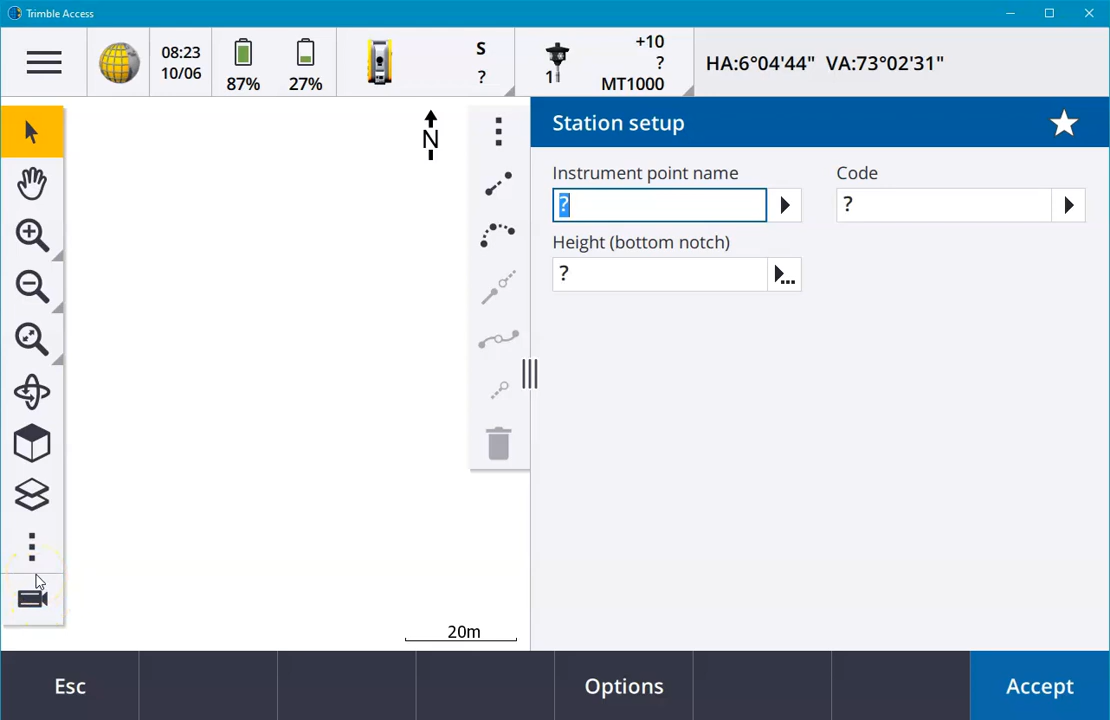 Trimble Access
08:23
10/06
87%
27%
S
?
1
+10
?
MT1000
HA:6°04'44" VA:73°02'31"
N
20m
Station setup
Instrument point name
?
Code
?
Height (bottom notch)
?
Esc
Options
Accept